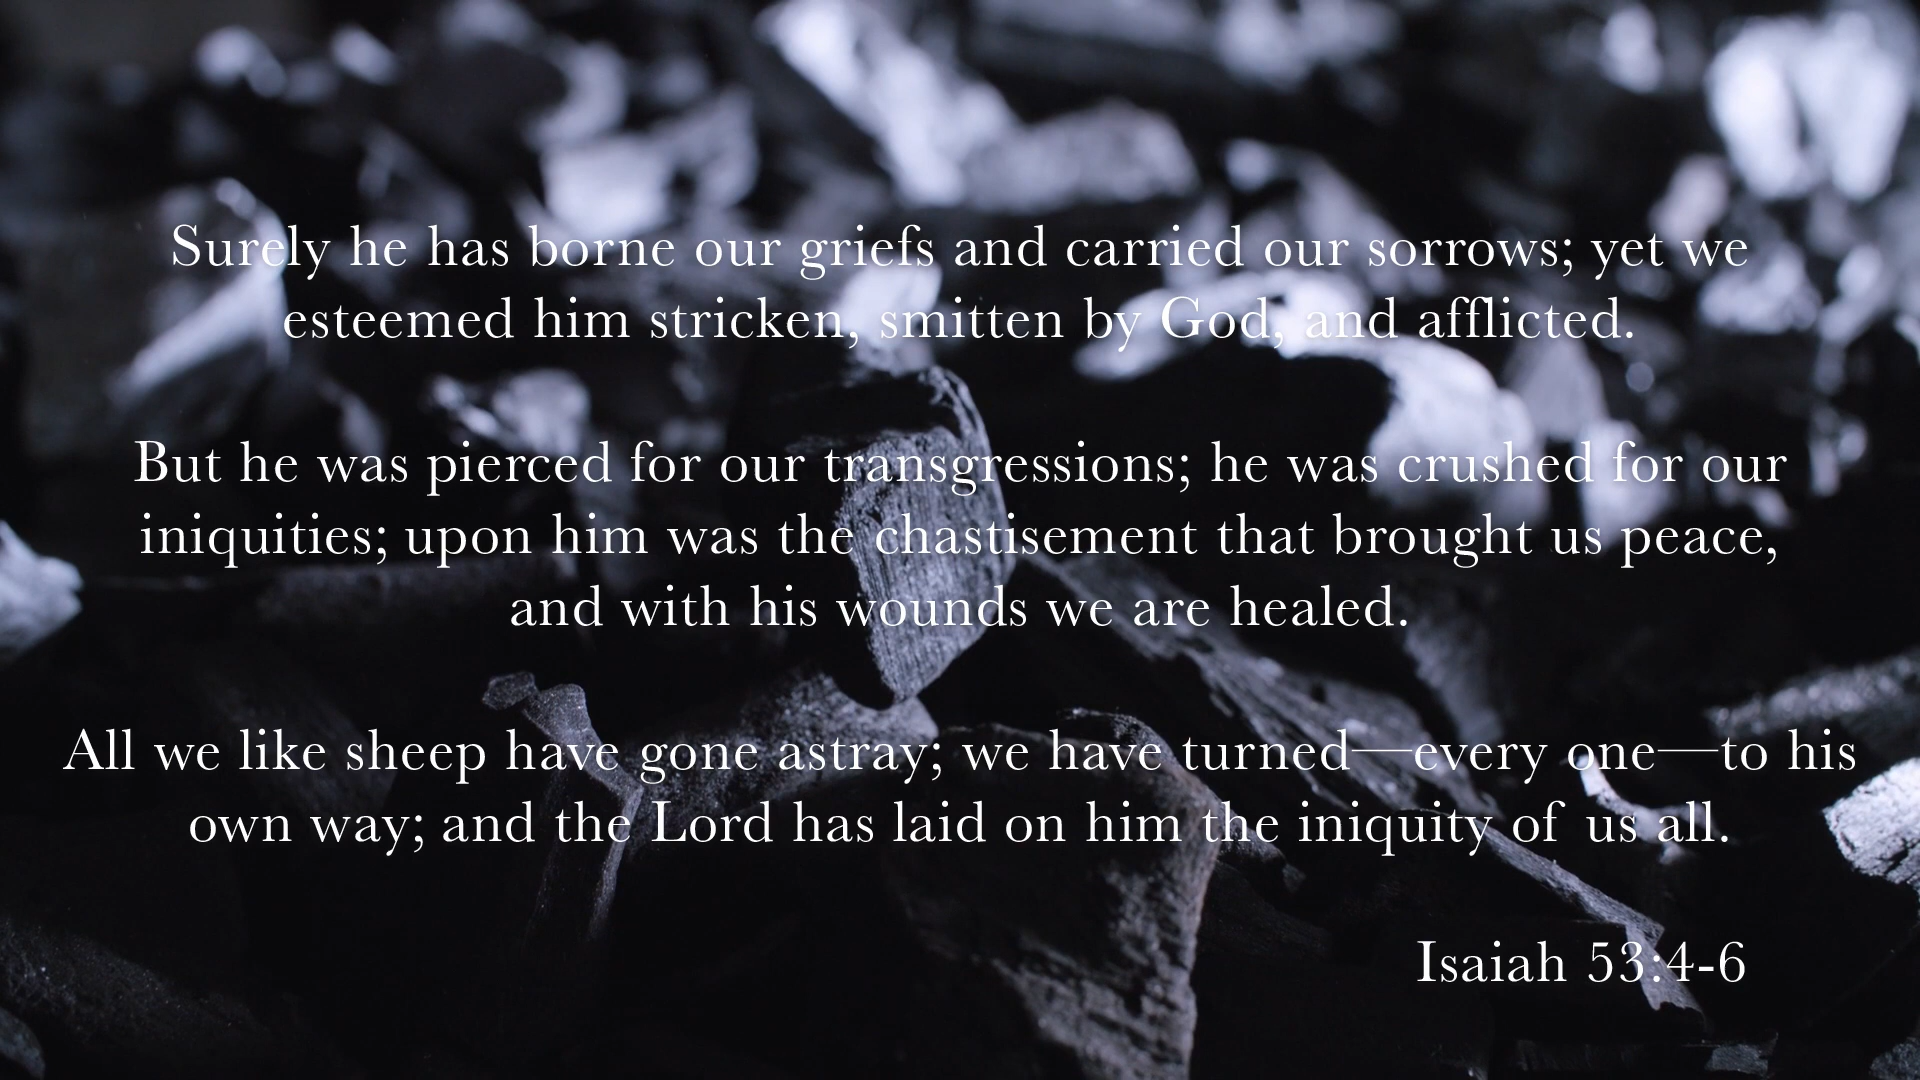 Surely he has borne our griefs and carried our sorrows; yet we
esteemed him stricken, smitten by God, and afflicted.
But he was pierced for our transgressions; he was crushed for our
iniquities; upon him was the chastisement that brought us peace,
and with his wounds we are healed.
All we like sheep have gone astray; we have turned—every one—to his
own way; and the Lord has laid on him the iniquity of us all.
Isaiah 53:4-6